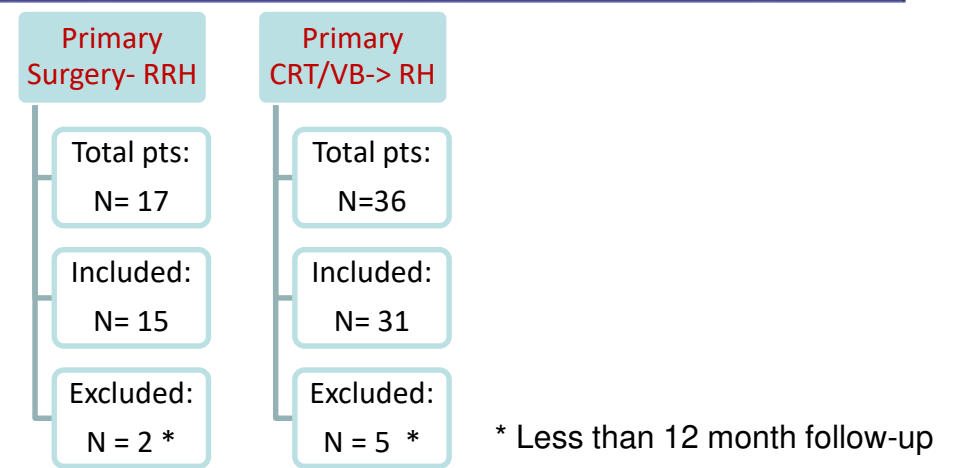 Primary
Surgery- RRH
Total pts:
N= 17
Included:
N= 15
Excluded:
N = 2 *
Primary
CRT/VB-> RH
Total pts:
N=36
Included:
N= 31
Excluded:
N = 5 *
* Less than 12 month follow-up